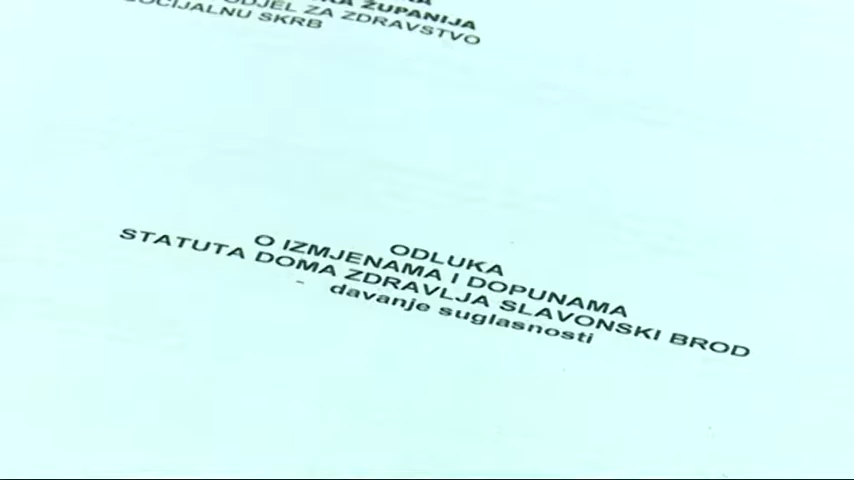 ŽUPANIJA
ODJEL ZA ZDRAVSTVO
SOCIJALNU SKRB
ODLUKA
O IZMJENAMA I DOPUNAMA
STATUTA DOMA ZDRAVLJA SLAVONSKI BROD
- davanje suglasnosti